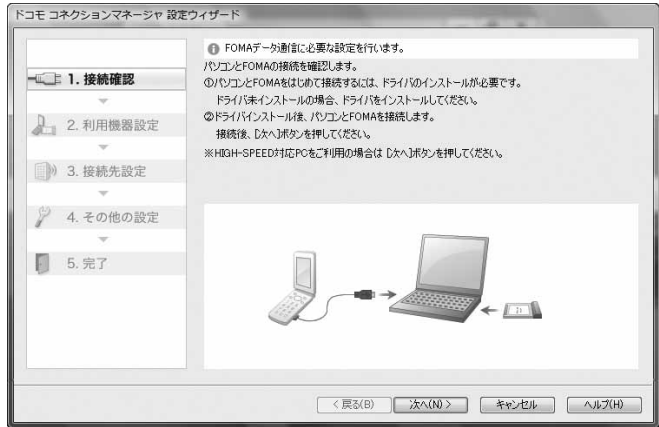 ドコモ コネクションマネージャ 設定ウィザード
FOMAデータ通信に必要な設定を行います。
パソコンとFOMAの接続を確認します。
①パソコンとFOMAをはじめて接続するには、ドライバのインストールが必要です。
ドライバ未インストールの場合、ドライバをインストールしてください。
②ドライバインストール後、パソコンとFOMAを接続します。
接続後、[次へ]ボタンを押してください。
※HIGH-SPEED対応PCをご利用の場合は [次へ]ボタンを押してください。
1. 接続確認
2. 利用機器設定
3. 接続先設定
4. その他の設定
5. 完了
< 戻る(B)
次へ(N) >
キャンセル
ヘルプ(H)